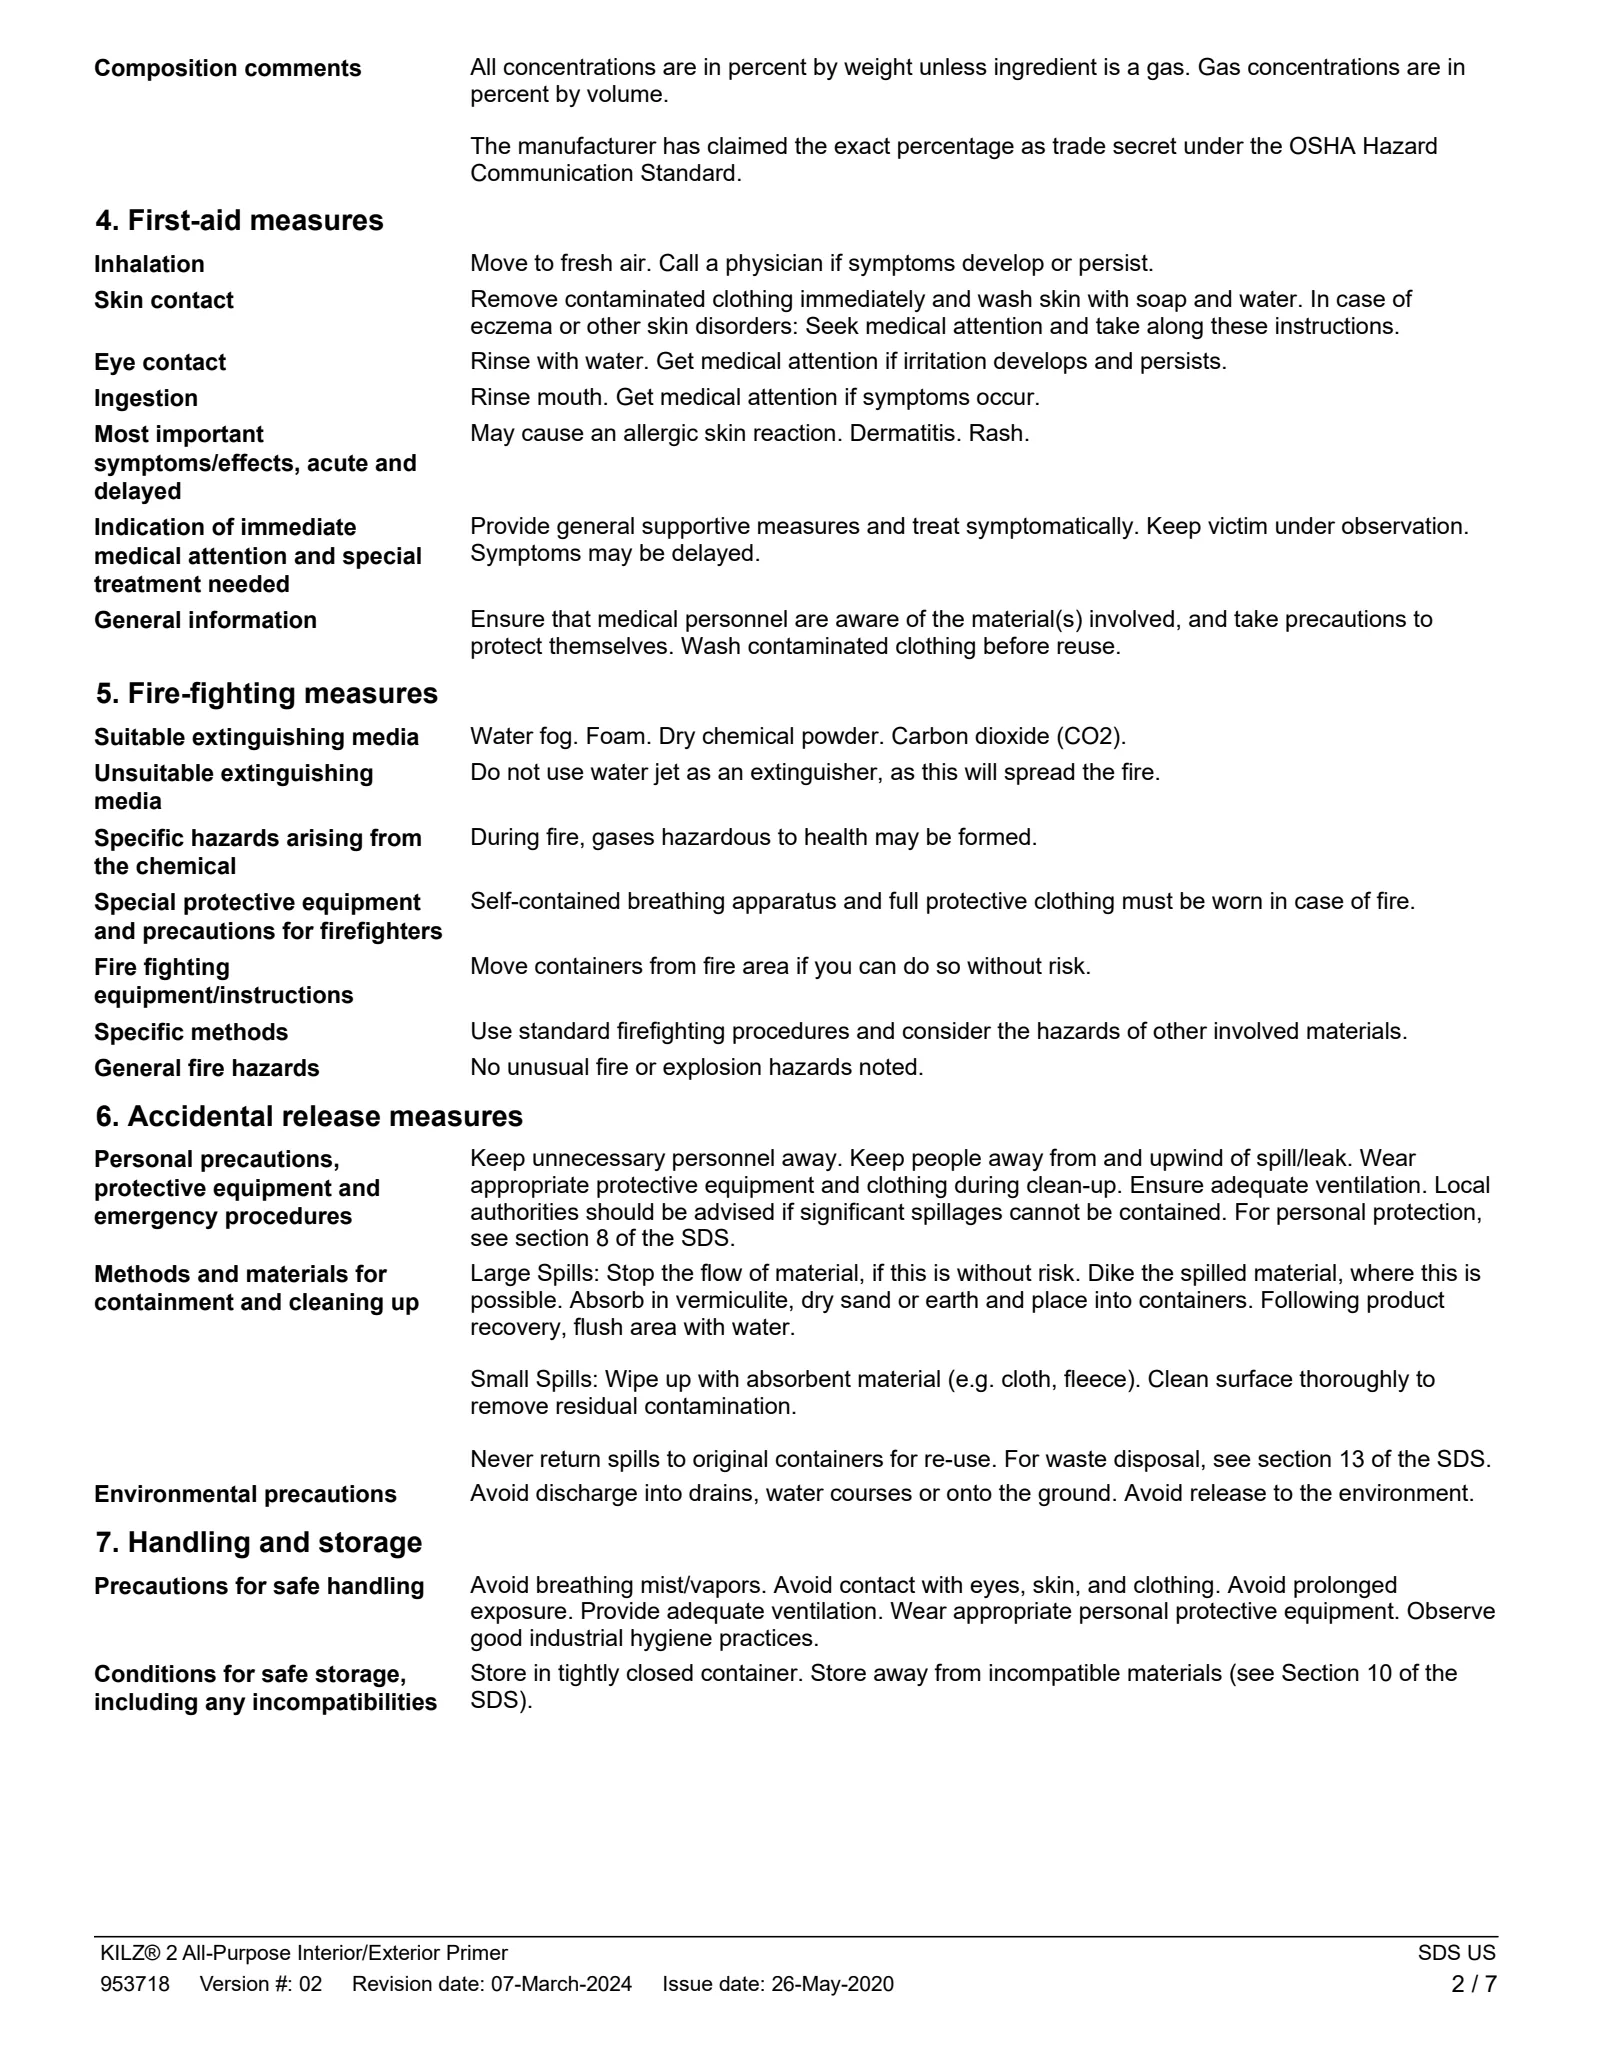 Composition comments
All concentrations are in percent by weight unless ingredient is a gas. Gas concentrations are in
percent by volume.
The manufacturer has claimed the exact percentage as trade secret under the OSHA Hazard
Communication Standard.
4. First-aid measures
Inhalation
Move to fresh air. Call a physician if symptoms develop or persist.
Skin contact
Remove contaminated clothing immediately and wash skin with soap and water. In case of
eczema or other skin disorders: Seek medical attention and take along these instructions.
Eye contact
Rinse with water. Get medical attention if irritation develops and persists.
Ingestion
Rinse mouth. Get medical attention if symptoms occur.
Most important
symptoms/effects, acute and
delayed
May cause an allergic skin reaction. Dermatitis. Rash.
Indication of immediate
medical attention and special
treatment needed
Provide general supportive measures and treat symptomatically. Keep victim under observation.
Symptoms may be delayed.
General information
Ensure that medical personnel are aware of the material(s) involved, and take precautions to
protect themselves. Wash contaminated clothing before reuse.
5. Fire-fighting measures
Suitable extinguishing media
Water fog. Foam. Dry chemical powder. Carbon dioxide (CO2).
Unsuitable extinguishing
media
Do not use water jet as an extinguisher, as this will spread the fire.
Specific hazards arising from
the chemical
During fire, gases hazardous to health may be formed.
Special protective equipment
and precautions for firefighters
Self-contained breathing apparatus and full protective clothing must be worn in case of fire.
Fire fighting
equipment/instructions
Move containers from fire area if you can do so without risk.
Specific methods
Use standard firefighting procedures and consider the hazards of other involved materials.
General fire hazards
No unusual fire or explosion hazards noted.
6. Accidental release measures
Personal precautions,
protective equipment and
emergency procedures
Keep unnecessary personnel away. Keep people away from and upwind of spill/leak. Wear
appropriate protective equipment and clothing during clean-up. Ensure adequate ventilation. Local
authorities should be advised if significant spillages cannot be contained. For personal protection,
see section 8 of the SDS.
Methods and materials for
containment and cleaning up
Large Spills: Stop the flow of material, if this is without risk. Dike the spilled material, where this is
possible. Absorb in vermiculite, dry sand or earth and place into containers. Following product
recovery, flush area with water.
Small Spills: Wipe up with absorbent material (e.g. cloth, fleece). Clean surface thoroughly to
remove residual contamination.
Never return spills to original containers for re-use. For waste disposal, see section 13 of the SDS.
Environmental precautions
Avoid discharge into drains, water courses or onto the ground. Avoid release to the environment.
7. Handling and storage
Precautions for safe handling
Avoid breathing mist/vapors. Avoid contact with eyes, skin, and clothing. Avoid prolonged
exposure. Provide adequate ventilation. Wear appropriate personal protective equipment. Observe
good industrial hygiene practices.
Conditions for safe storage,
including any incompatibilities
Store in tightly closed container. Store away from incompatible materials (see Section 10 of the
SDS).
KILZ® 2 All-Purpose Interior/Exterior Primer SDS US
953718 Version #: 02 Revision date: 07-March-2024 Issue date: 26-May-2020 2 / 7